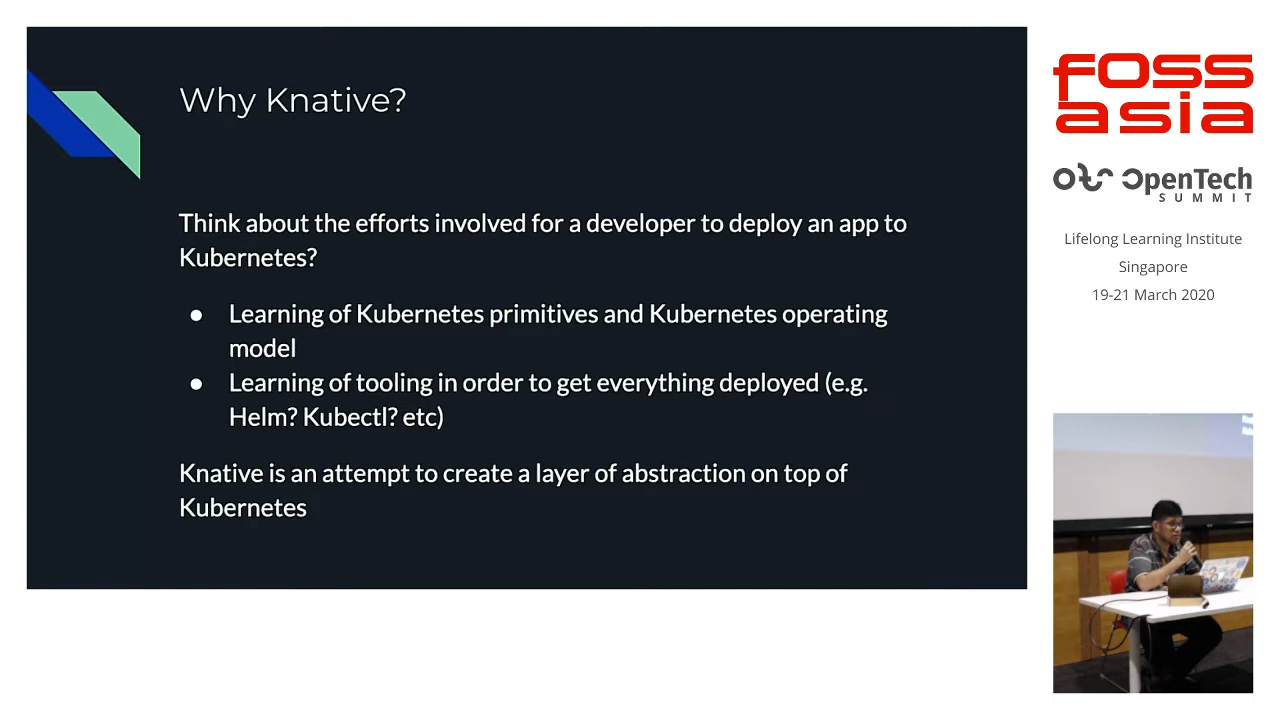 Why Knative?
Think about the efforts involved for a developer to deploy an app to
Kubernetes?
● Learning of Kubernetes primitives and Kubernetes operating
model
● Learning of tooling in order to get everything deployed (e.g.
Helm? Kubectl? etc)
Knative is an attempt to create a layer of abstraction on top of
Kubernetes
FOSS
asia
OpenTech
SUMMIT
Lifelong Learning Institute
Singapore
19-21 March 2020